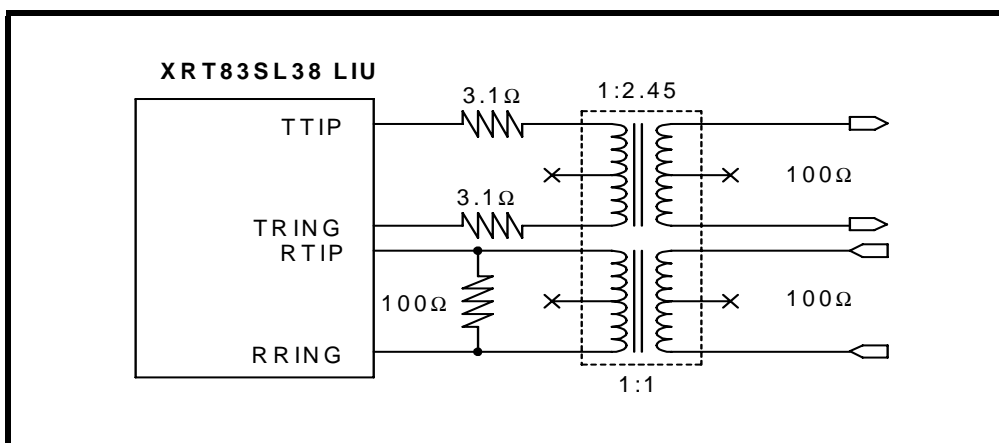 XRT83SL38 LIU
1:2.45
3.1Ω
TTIP
100Ω
3.1Ω
TRING
RTIP
100Ω
100Ω
RRING
1:1